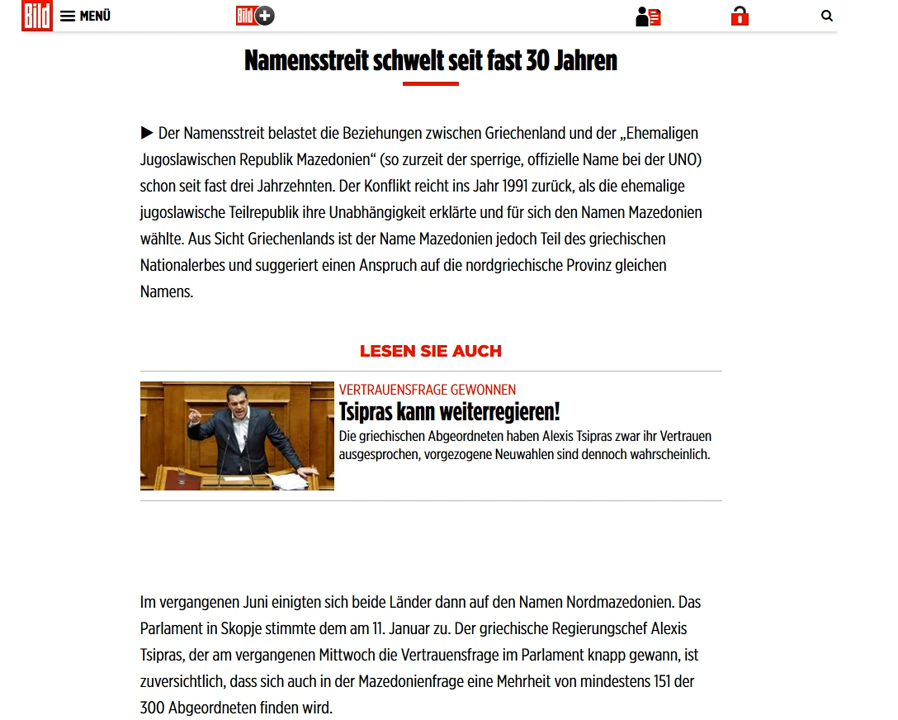 Bild
MENÜ
Bild
Namensstreit schwelt seit fast 30 Jahren
▶ Der Namensstreit belastet die Beziehungen zwischen Griechenland und der „Ehemaligen
Jugoslawischen Republik Mazedonien“ (so zurzeit der sperrige, offizielle Name bei der UNO)
schon seit fast drei Jahrzehnten. Der Konflikt reicht ins Jahr 1991 zurück, als die ehemalige
jugoslawische Teilrepublik ihre Unabhängigkeit erklärte und für sich den Namen Mazedonien
wählte. Aus Sicht Griechenlands ist der Name Mazedonien jedoch Teil des griechischen
Nationalerbes und suggeriert einen Anspruch auf die nordgriechische Provinz gleichen
Namens.
LESEN SIE AUCH
VERTRAUENSFRAGE GEWONNEN
Tsipras kann weiterregieren!
Die griechischen Abgeordneten haben Alexis Tsipras zwar ihr Vertrauen
ausgesprochen, vorgezogene Neuwahlen sind dennoch wahrscheinlich.
Im vergangenen Juni einigten sich beide Länder dann auf den Namen Nordmazedonien. Das
Parlament in Skopje stimmte dem am 11. Januar zu. Der griechische Regierungschef Alexis
Tsipras, der am vergangenen Mittwoch die Vertrauensfrage im Parlament knapp gewann, ist
zuversichtlich, dass sich auch in der Mazedonienfrage eine Mehrheit von mindestens 151 der
300 Abgeordneten finden wird.